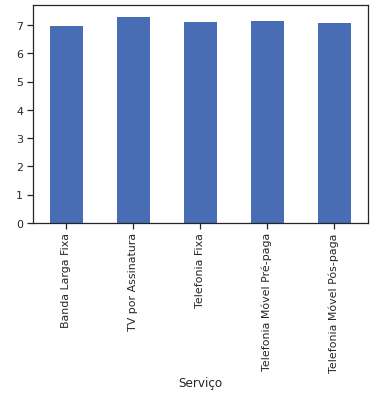 7
6
5
4
3
2
1
0
Banda Larga Fixa
TV por Assinatura
Telefonia Fixa
Telefonia Móvel Pré-paga
Telefonia Móvel Pós-paga
Serviço